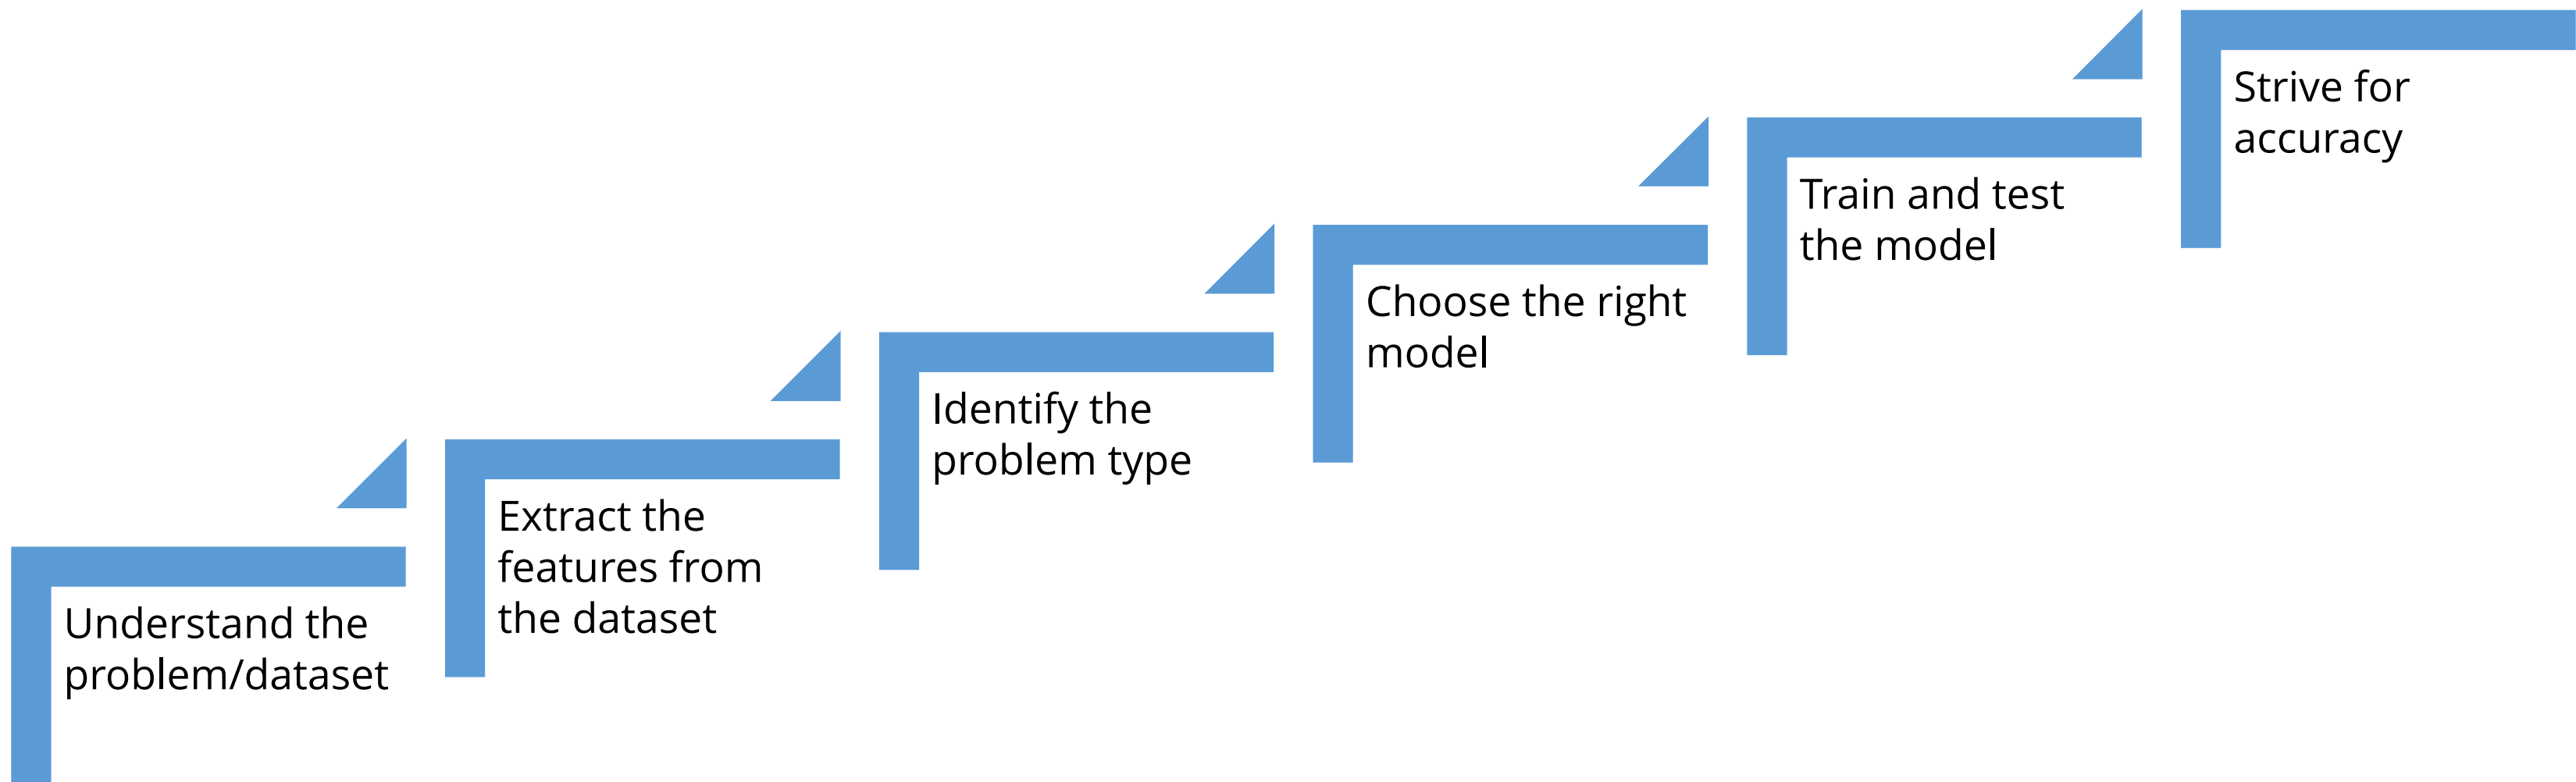 Understand the
problem/dataset
Extract the
features from
the dataset
Identify the
problem type
Choose the right
model
Train and test
the model
Strive for
accuracy